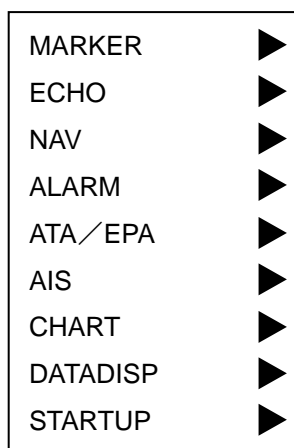 MARKER ▶
ECHO ▶
NAV ▶
ALARM ▶
ATA／EPA ▶
AIS ▶
CHART ▶
DATADISP ▶
STARTUP ▶